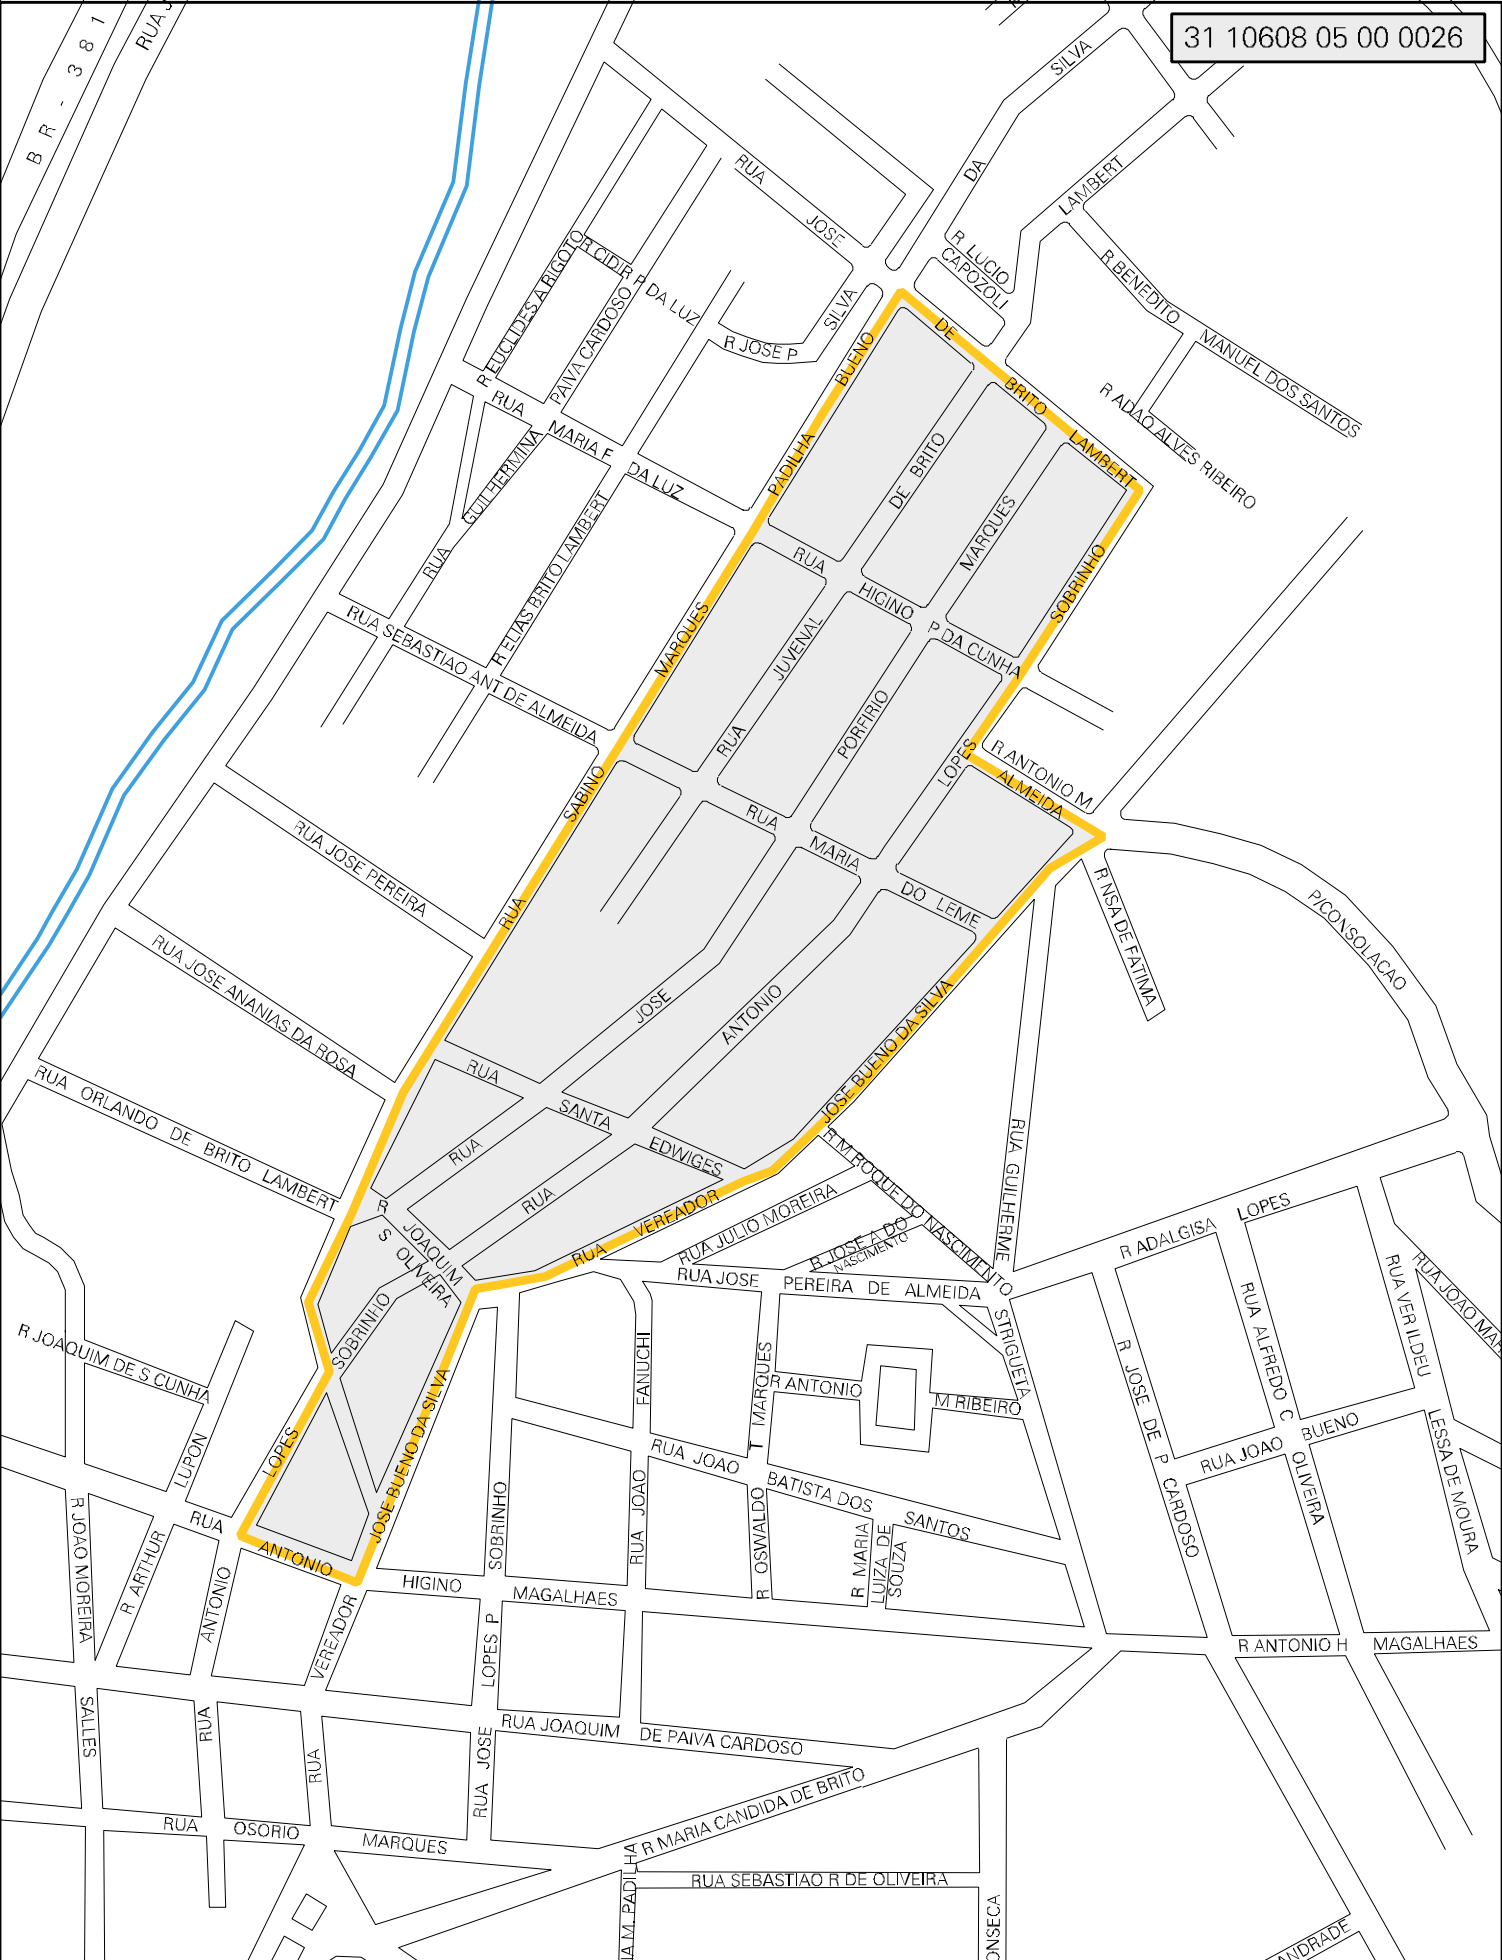 31 10608 05 00 0026
BR - 381
SILVA
DA
LAMBERT
RUA
JOSE
R LUCIO
CAPOZOLI
R BENEDITO
MANUEL DOS SANTOS
R ADAO ALVES RIBEIRO
R EUCLIDES A RIGOTO
R CIDIR P DA LUZ
PAIVA CARDOSO
R JOSE P
SILVA
RUA
MARIA F
DA LUZ
GUILHERMINA
RUA
R ELIAS BRITO LAMBERT
RUA SEBASTIAO ANT DE ALMEIDA
BUENO
PADILHA
MARQUES
SABINO
RUA
DE
BRITO
LAMBERT
DE BRITO
MARQUES
SOBRINHO
RUA
HIGINO
P DA CUNHA
JUVENAL
RUA
PORFIRIO
LOPES
R ANTONIO M
ALMEIDA
RUA
MARIA
DO LEME
R NSA DE FATIMA
P/CONSOLACAO
RUA JOSE PEREIRA
RUA JOSE ANANIAS DA ROSA
RUA ORLANDO DE BRITO LAMBERT
JOSE
ANTONIO
JOSE BUENO DA SILVA
RUA
SANTA
EDWIGES
RUA
RUA
R JOAQUIM
S OLIVEIRA
SOBRINHO
RUA VEREADOR
RUA JULIO MOREIRA
R M ROQUE DO NASCIMENTO
R JOSE A DO
NASCIMENTO
RUA GUILHERME
STRIGUETA
RUA JOSE PEREIRA DE ALMEIDA
R ADALGISA LOPES
RUA VER ILDEU
LESSA DE MOURA
RUA ALFREDO C
OLIVEIRA
R JOSE DE P CARDOSO
RUA JOAO BUENO
R JOAQUIM DE S CUNHA
LUPON
R ARTHUR
LOPES
JOSE BUENO DA SILVA
RUA
ANTONIO
HIGINO
MAGALHAES
FANUCHI
RUA JOAO
T MARQUES
R OSWALDO
R ANTONIO
M RIBEIRO
RUA JOAO
BATISTA DOS
SANTOS
R MARIA
LUIZA DE
SOUZA
R JOAO MOREIRA
SALLES
ANTONIO
RUA
VEREADOR
RUA
SOBRINHO
LOPES P
RUA JOSE
R ANTONIO H MAGALHAES
RUA JOAQUIM DE PAIVA CARDOSO
R MARIA CANDIDA DE BRITO
RUA OSORIO MARQUES
RUA SEBASTIAO R DE OLIVEIRA